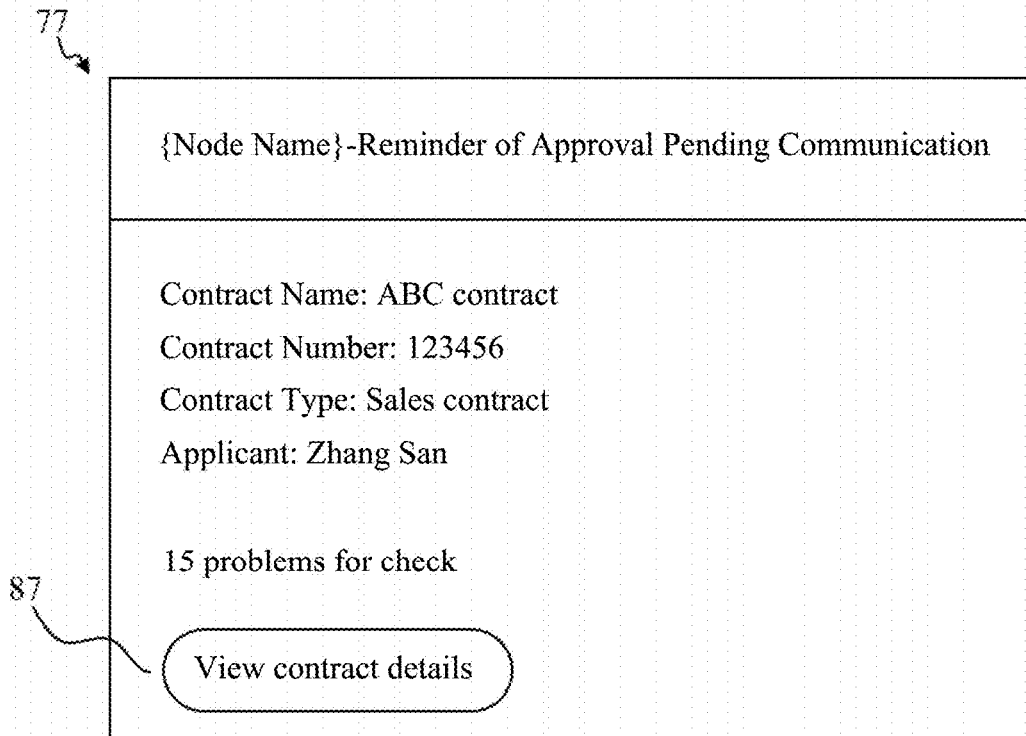 77
{Node Name}-Reminder of Approval Pending Communication
Contract Name: ABC contract
Contract Number: 123456
Contract Type: Sales contract
Applicant: Zhang San
15 problems for check
87
View contract details